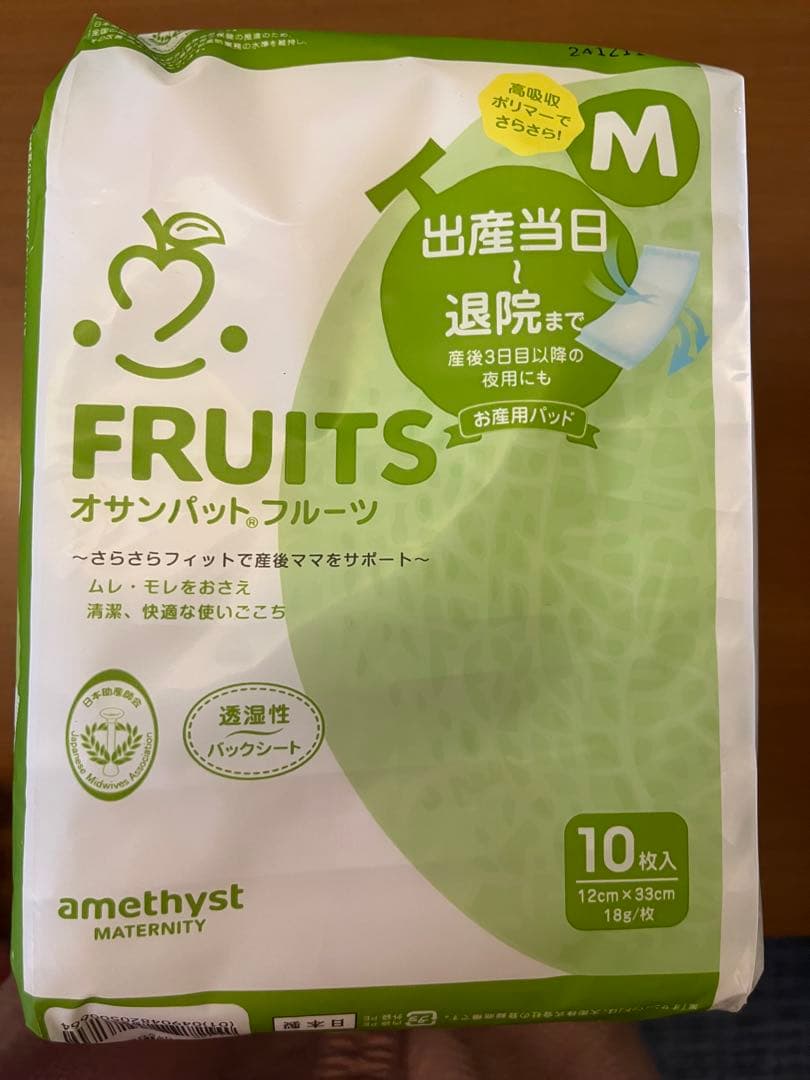 高吸収
ポリマーで
さらさら!
M
出産当日
〜
退院まで
産後3日目以降の
夜用にも
お産用パッド
FRUITS
オサンパット®フルーツ
〜さらさらフィットで産後ママをサポート〜
ムレ・モレをおさえ
清潔、快適な使いごこち
日本助産師会
Japanese Midwives Association
透湿性
バックシート
10枚入
12cm×33cm
18g/枚
amethyst
MATERNITY
日本製